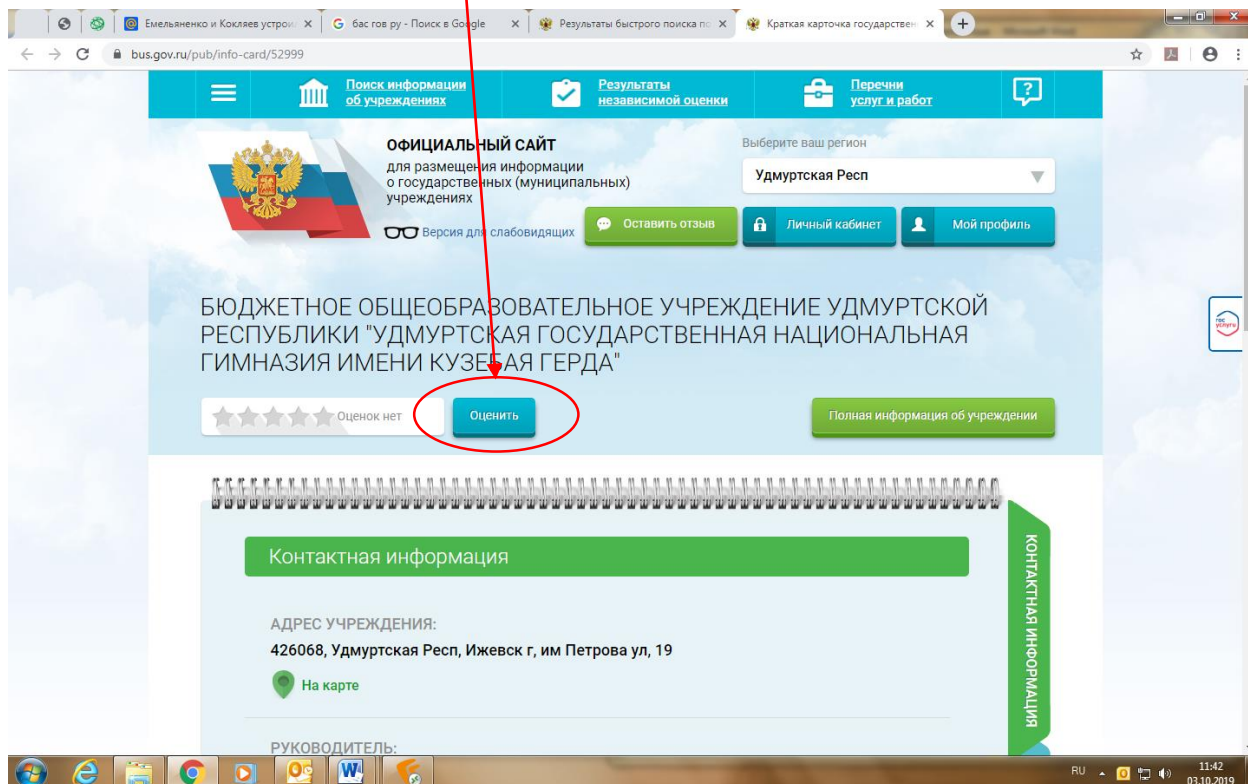 Емельяненко и Кокляев устрои
бас гов ру - Поиск в Google
Результаты быстрого поиска по
Краткая карточка государствен
bus.gov.ru/pub/info-card/52999
Поиск информации
об учреждениях
Результаты
независимой оценки
Перечни
услуг и работ
ОФИЦИАЛЬНЫЙ САЙТ
для размещения информации
о государственных (муниципальных)
учреждениях
Версия для слабовидящих
Выберите ваш регион
Удмуртская Респ
Оставить отзыв
Личный кабинет
Мой профиль
БЮДЖЕТНОЕ ОБЩЕОБРАЗОВАТЕЛЬНОЕ УЧРЕЖДЕНИЕ УДМУРТСКОЙ
РЕСПУБЛИКИ "УДМУРТСКАЯ ГОСУДАРСТВЕННАЯ НАЦИОНАЛЬНАЯ
ГИМНАЗИЯ ИМЕНИ КУЗЕБАЯ ГЕРДА"
гос
услуги
Оценок нет
Оценить
Полная информация об учреждении
Контактная информация
КОНТАКТНАЯ ИНФОРМАЦИЯ
АДРЕС УЧРЕЖДЕНИЯ:
426068, Удмуртская Респ, Ижевск г, им Петрова ул, 19
На карте
РУКОВОДИТЕЛЬ:
RU
11:42
03.10.2019